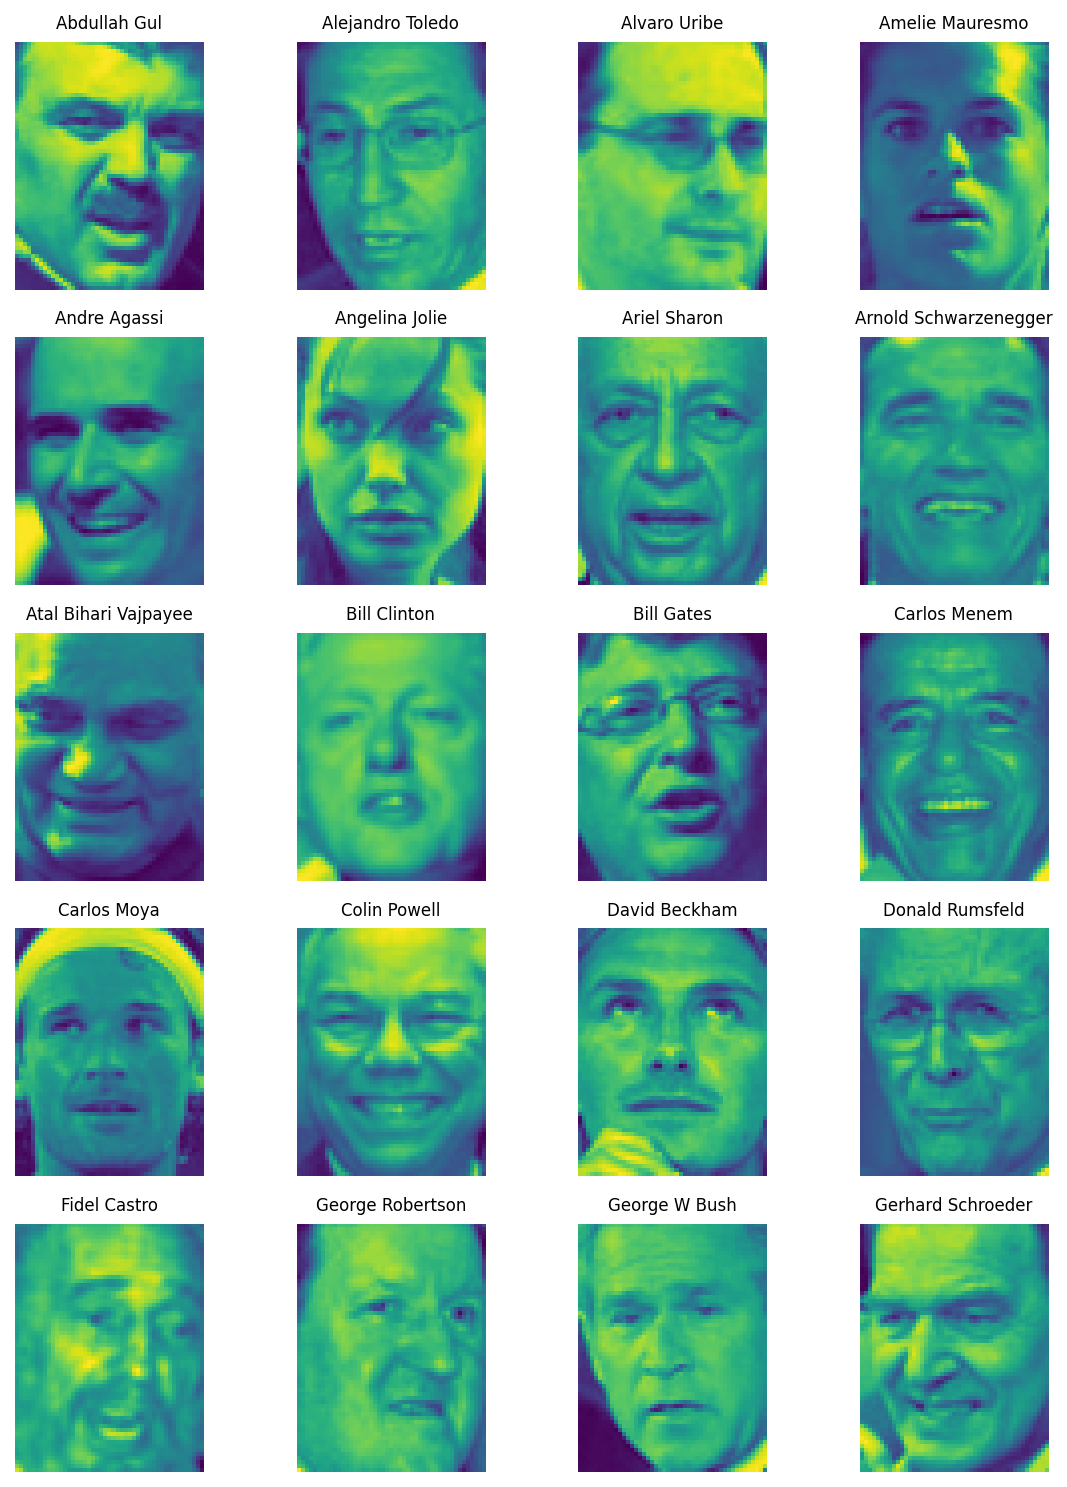 Abdullah Gul
Alejandro Toledo
Alvaro Uribe
Amelie Mauresmo
Andre Agassi
Angelina Jolie
Ariel Sharon
Arnold Schwarzenegger
Atal Bihari Vajpayee
Bill Clinton
Bill Gates
Carlos Menem
Carlos Moya
Colin Powell
David Beckham
Donald Rumsfeld
Fidel Castro
George Robertson
George W Bush
Gerhard Schroeder